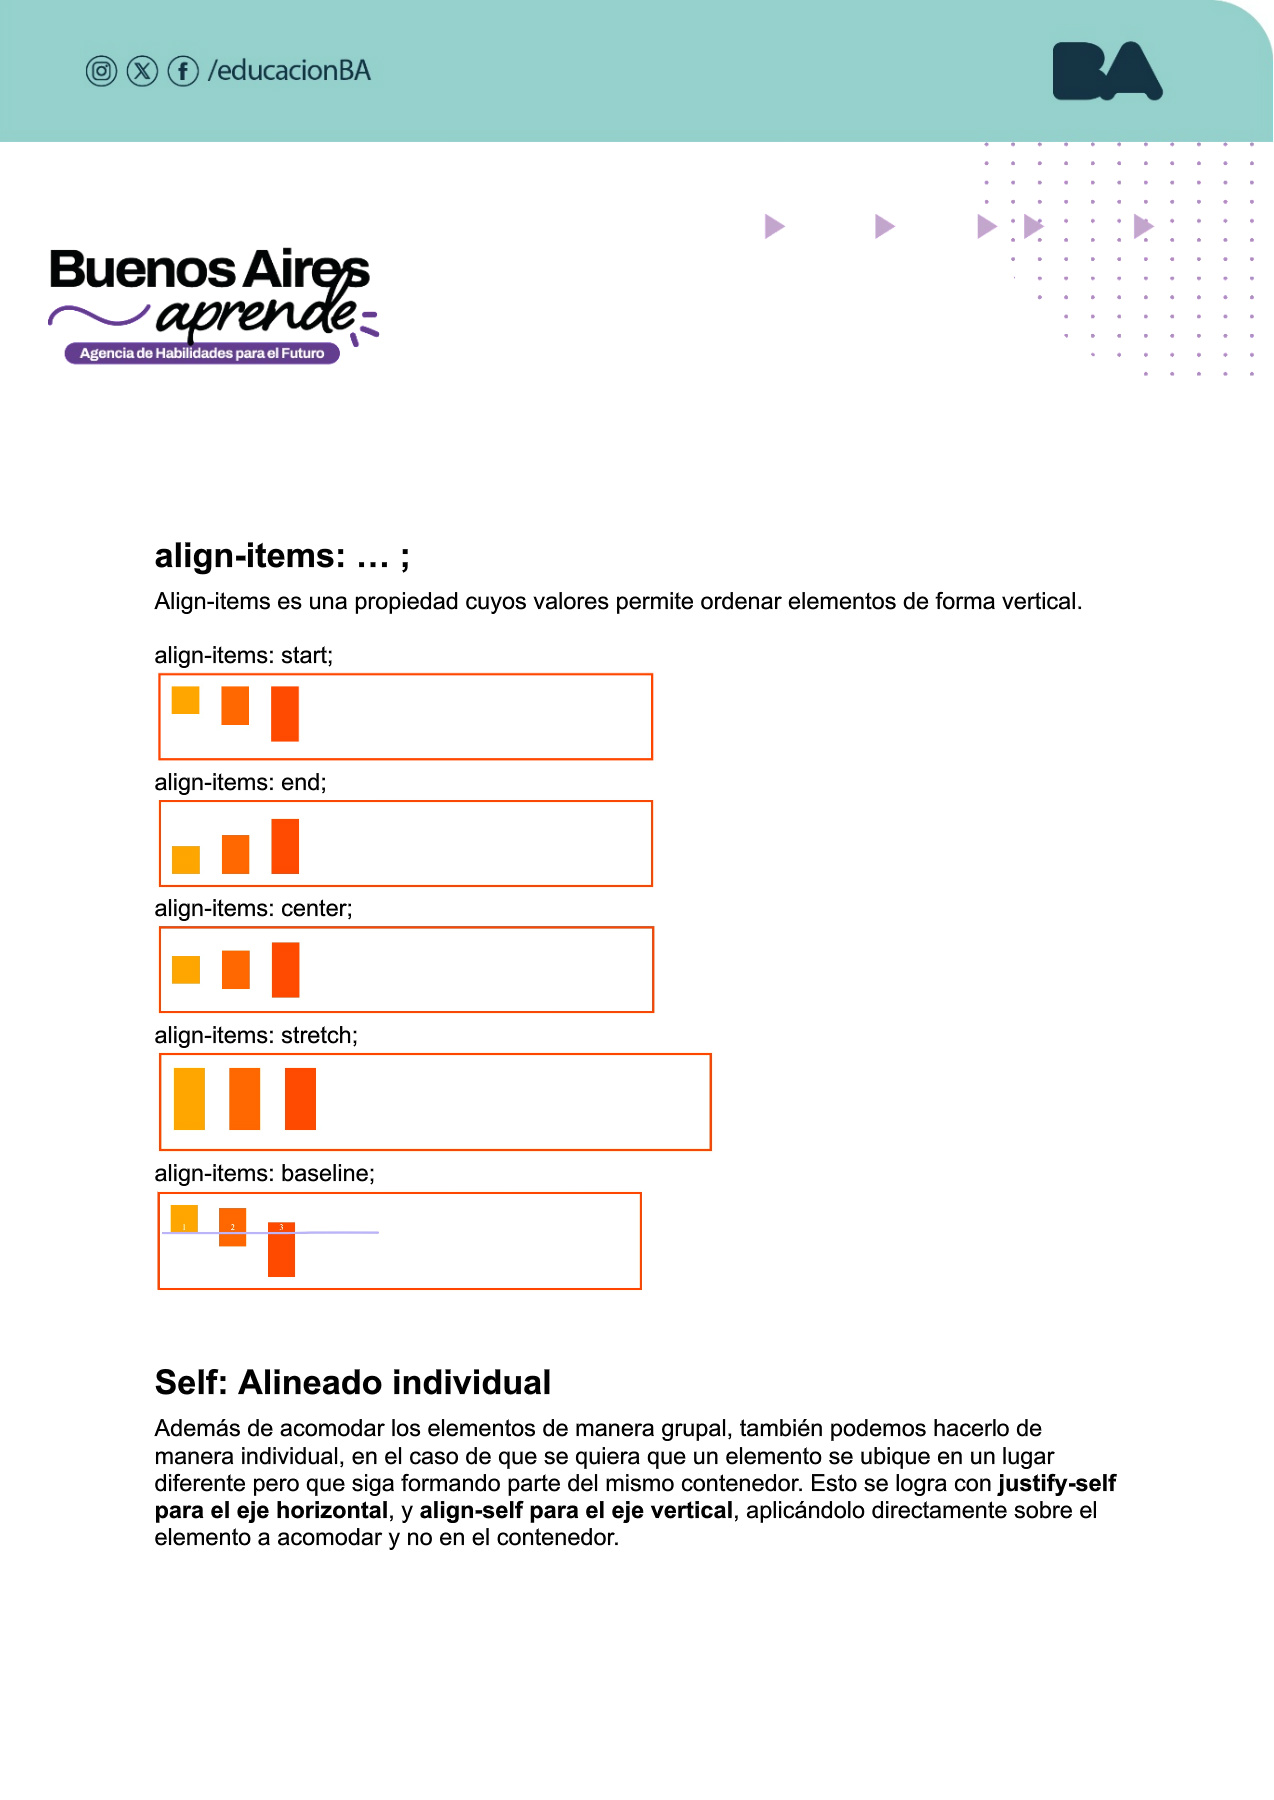 /educacionBA
BA
Buenos Aires
aprende
Agencia de Habilidades para el Futuro
align-items: … ;
Align-items es una propiedad cuyos valores permite ordenar elementos de forma vertical.
align-items: start;
align-items: end;
align-items: center;
align-items: stretch;
align-items: baseline;
1 2 3
Self: Alineado individual
Además de acomodar los elementos de manera grupal, también podemos hacerlo de
manera individual, en el caso de que se quiera que un elemento se ubique en un lugar
diferente pero que siga formando parte del mismo contenedor. Esto se logra con justify-self
para el eje horizontal, y align-self para el eje vertical, aplicándolo directamente sobre el
elemento a acomodar y no en el contenedor.